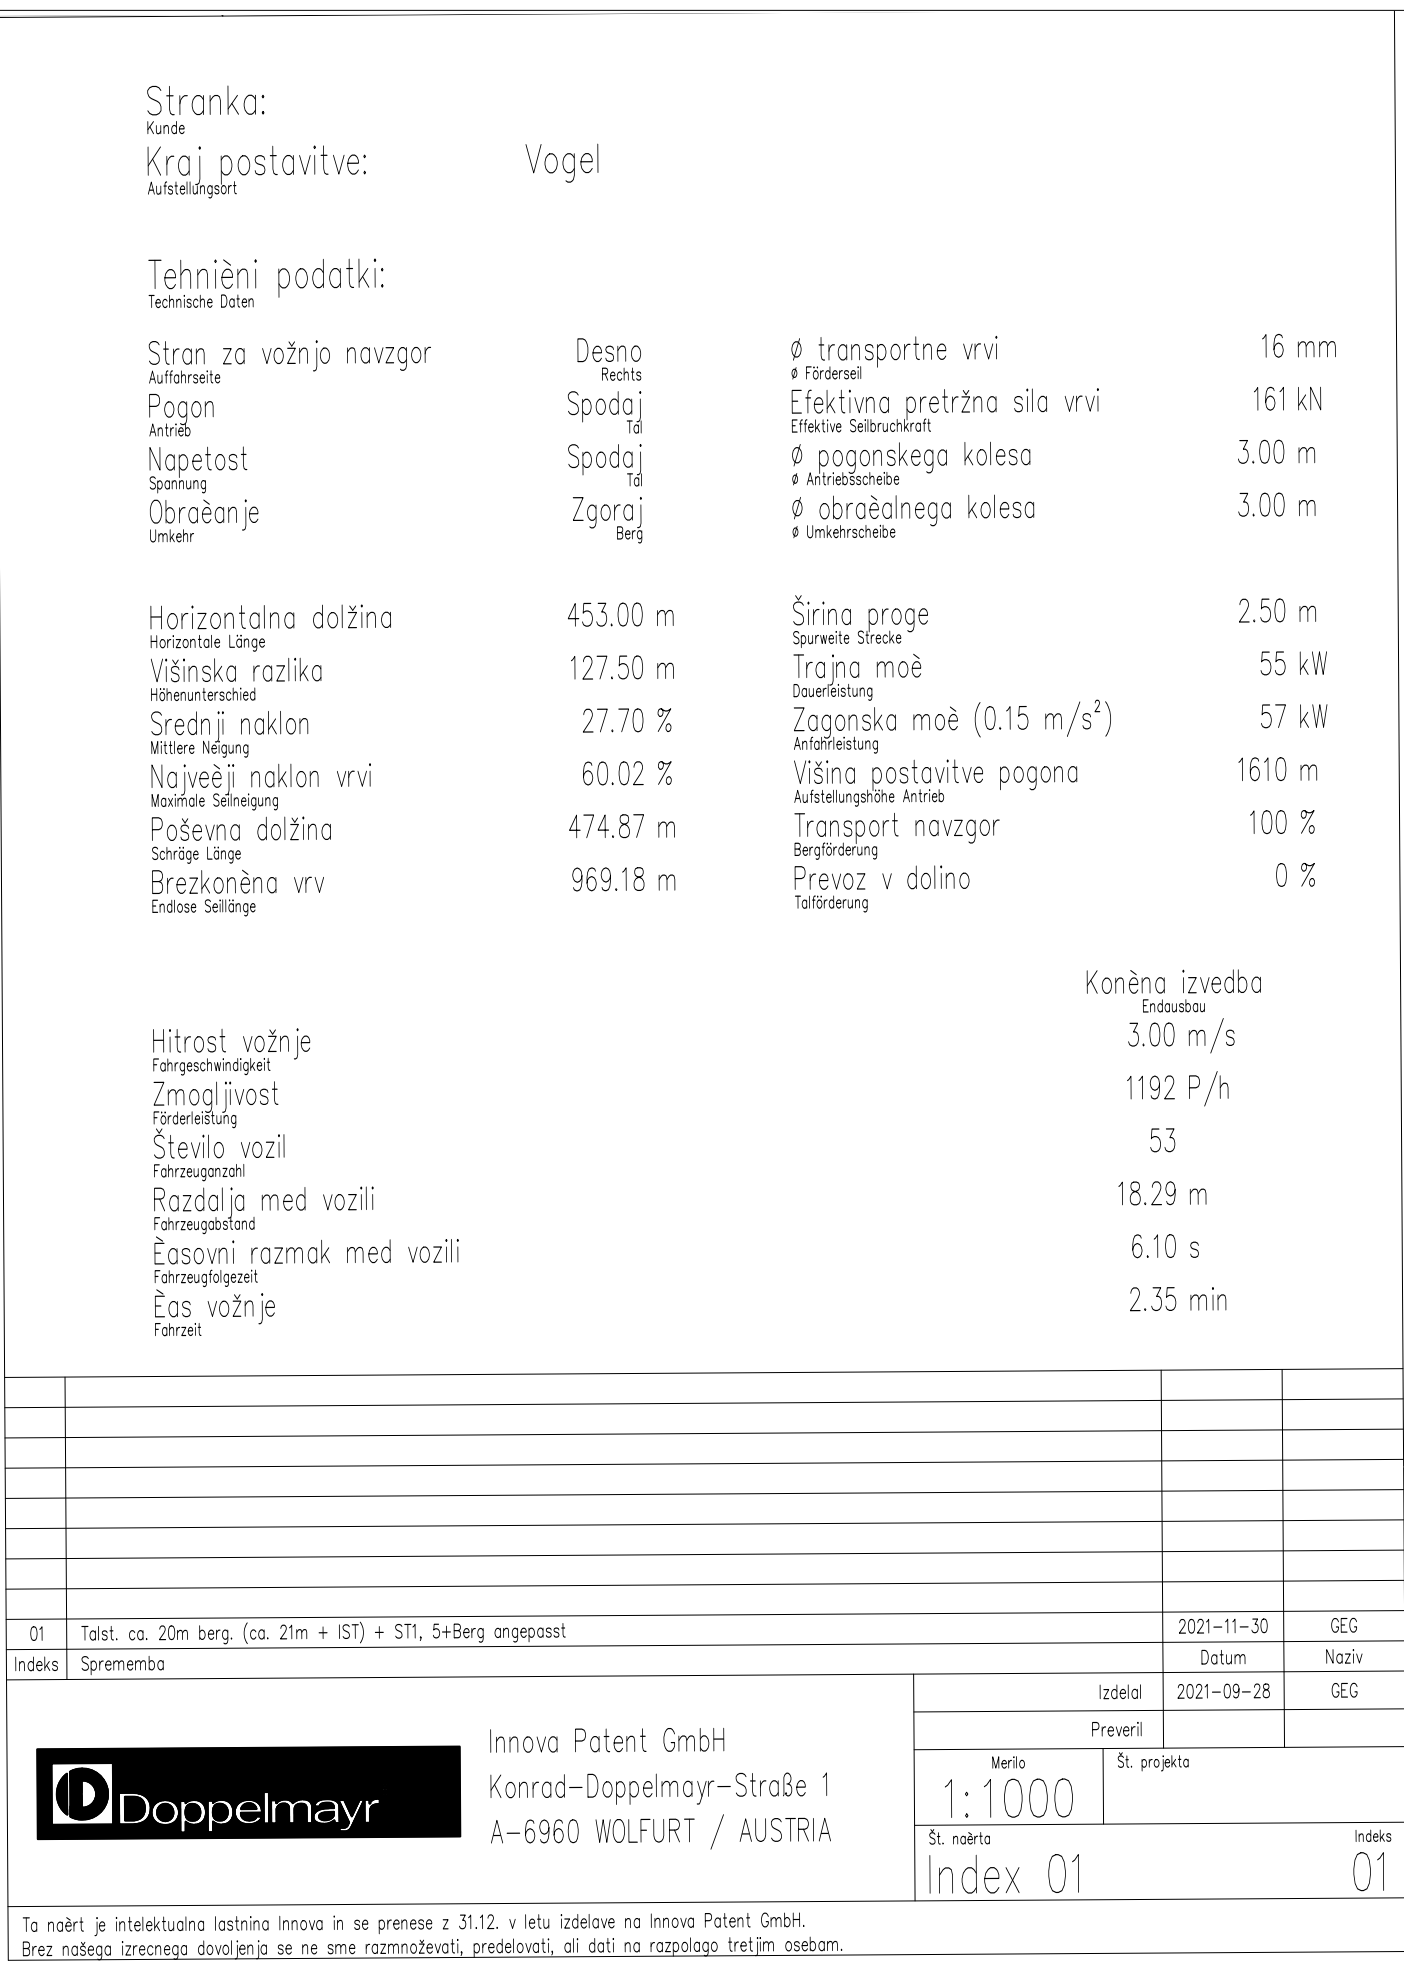 Stranka:
Kunde
Kraj postavitve: Vogel
Aufstellungsort
Tehnièni podatki:
Technische Daten
Stran za vožnjo navzgor Desno
Auffahrseite Rechts
Pogon Spodaj
Antrieb Tal
Napetost Spodaj
Spannung Tal
Obraèanje Zgoraj
Umkehr Berg
Ø transportne vrvi 16 mm
Ø Förderseil
Efektivna pretržna sila vrvi 161 kN
Effektive Seilbruchkraft
Ø pogonskega kolesa 3.00 m
Ø Antriebsscheibe
Ø obraèalnega kolesa 3.00 m
Ø Umkehrscheibe
Horizontalna dolžina 453.00 m
Horizontale Länge
Višinska razlika 127.50 m
Höhenunterschied
Srednji naklon 27.70 %
Mittlere Neigung
Najveèji naklon vrvi 60.02 %
Maximale Seilneigung
Poševna dolžina 474.87 m
Schräge Länge
Brezkonèna vrv 969.18 m
Endlose Seillänge
Širina proge 2.50 m
Spurweite Strecke
Trajna moè 55 kW
Dauerleistung
Zagonska moè (0.15 m/s²) 57 kW
Anfahrleistung
Višina postavitve pogona 1610 m
Aufstellungshöhe Antrieb
Transport navzgor 100 %
Bergförderung
Prevoz v dolino 0 %
Talförderung
Konèna izvedba
Endausbau
Hitrost vožnje 3.00 m/s
Fahrgeschwindigkeit
Zmogljivost 1192 P/h
Förderleistung
Število vozil 53
Fahrzeuganzahl
Razdalja med vozili 18.29 m
Fahrzeugabstand
Èasovni razmak med vozili 6.10 s
Fahrzeugfolgezeit
Èas vožnje 2.35 min
Fahrzeit
01 Talst. ca. 20m berg. (ca. 21m + IST) + ST1, 5+Berg angepasst 2021-11-30 GEG
Indeks Sprememba Datum Naziv
Izdelal 2021-09-28 GEG
Preveril
Doppelmayr
Innova Patent GmbH
Konrad-Doppelmayr-Straße 1
A-6960 WOLFURT / AUSTRIA
Merilo Št. projekta
1:1000
Št. naèrta Indeks
Index 01 01
Ta naèrt je intelektualna lastnina Innova in se prenese z 31.12. v letu izdelave na Innova Patent GmbH.
Brez našega izrecnega dovoljenja se ne sme razmnoževati, predelovati, ali dati na razpolago tretjim osebam.